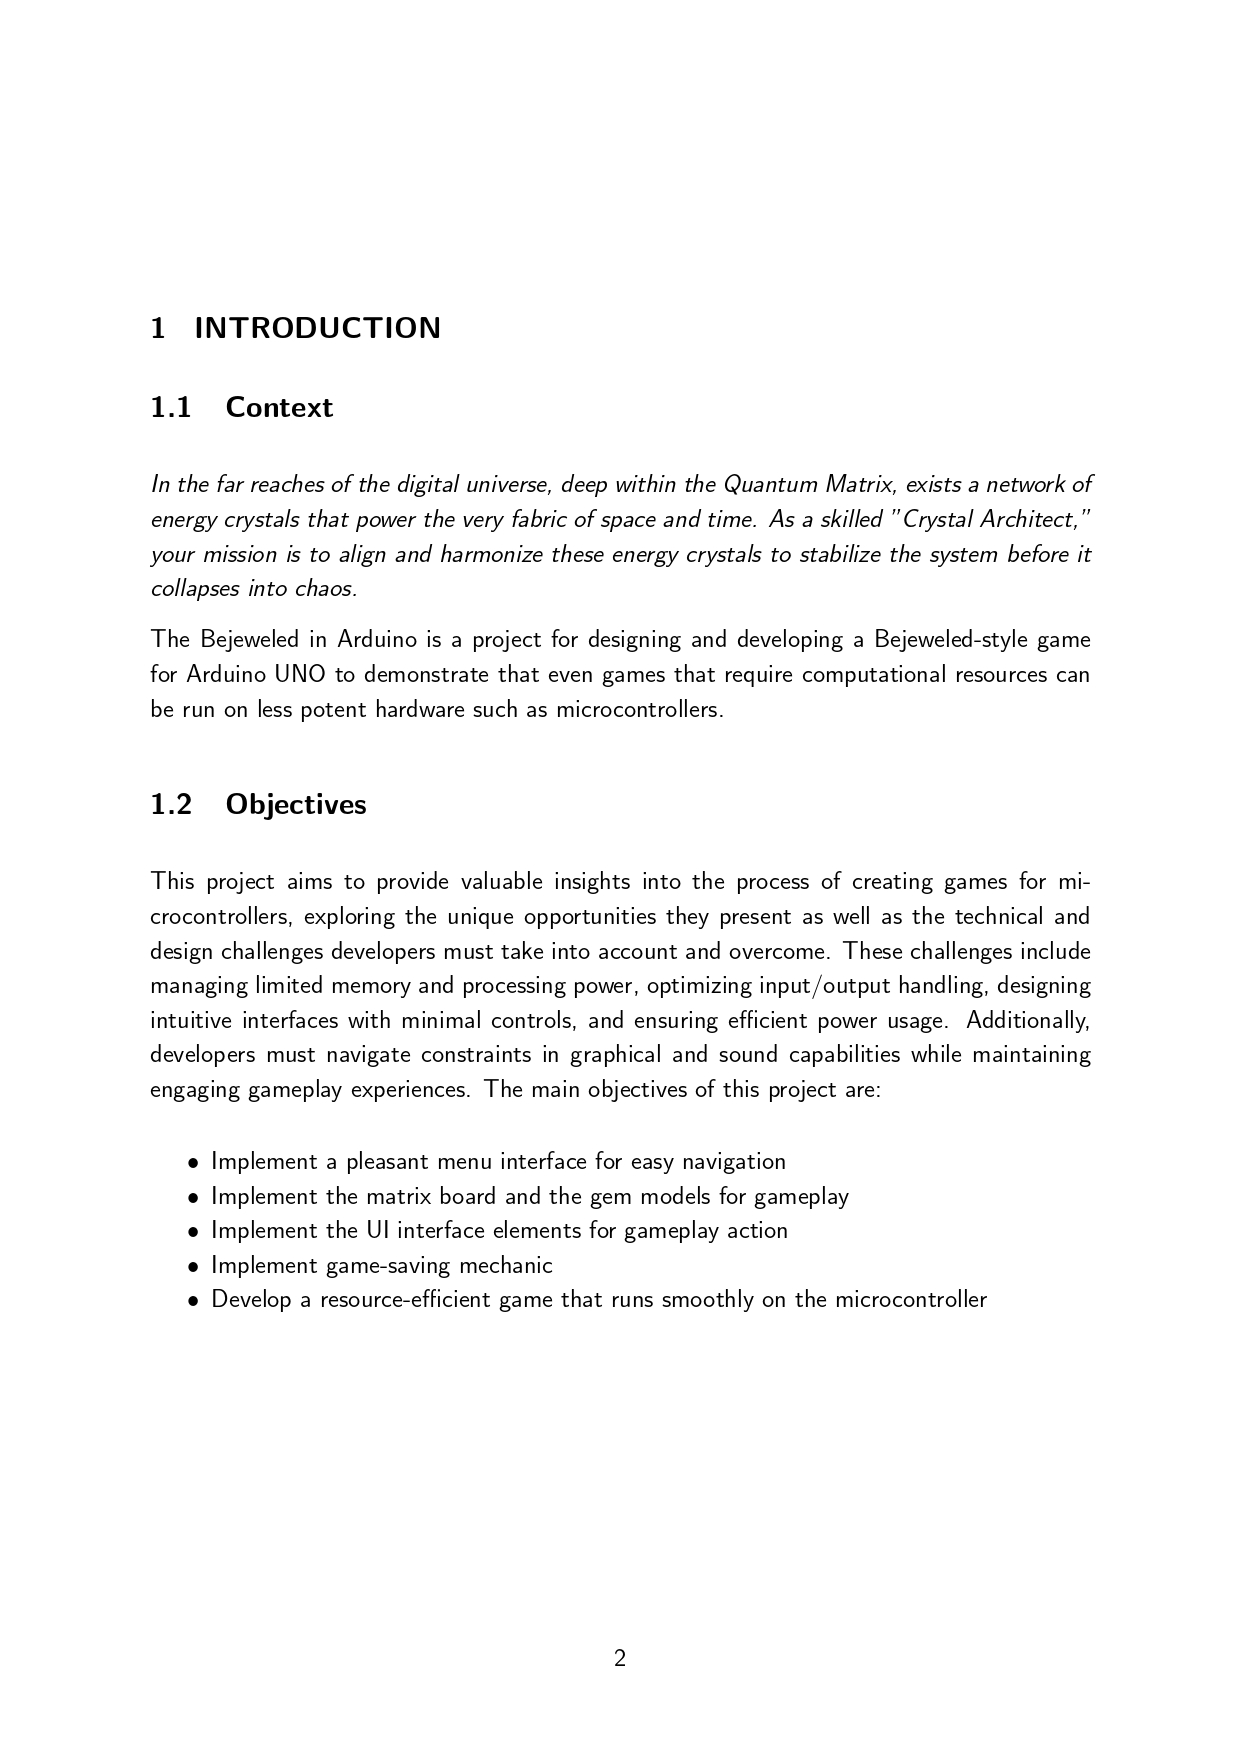 1 INTRODUCTION
1.1 Context
In the far reaches of the digital universe, deep within the Quantum Matrix, exists a network of
energy crystals that power the very fabric of space and time. As a skilled ”Crystal Architect,”
your mission is to align and harmonize these energy crystals to stabilize the system before it
collapses into chaos.
The Bejeweled in Arduino is a project for designing and developing a Bejeweled-style game
for Arduino UNO to demonstrate that even games that require computational resources can
be run on less potent hardware such as microcontrollers.
1.2 Objectives
This project aims to provide valuable insights into the process of creating games for mi-
crocontrollers, exploring the unique opportunities they present as well as the technical and
design challenges developers must take into account and overcome. These challenges include
managing limited memory and processing power, optimizing input/output handling, designing
intuitive interfaces with minimal controls, and ensuring efficient power usage. Additionally,
developers must navigate constraints in graphical and sound capabilities while maintaining
engaging gameplay experiences. The main objectives of this project are:
• Implement a pleasant menu interface for easy navigation
• Implement the matrix board and the gem models for gameplay
• Implement the UI interface elements for gameplay action
• Implement game-saving mechanic
• Develop a resource-efficient game that runs smoothly on the microcontroller
2